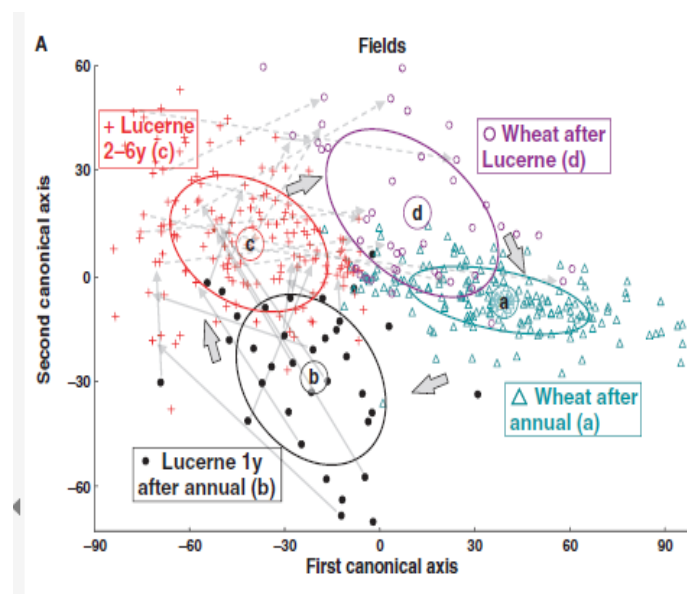 A
Fields
60
30
0
−30
−60
Second canonical axis
+ Lucerne
2–6y (c)
O Wheat after
Lucerne (d)
d
c
a
b
△ Wheat after
annual (a)
● Lucerne 1y
after annual (b)
−90
−60
−30
0
30
60
90
First canonical axis